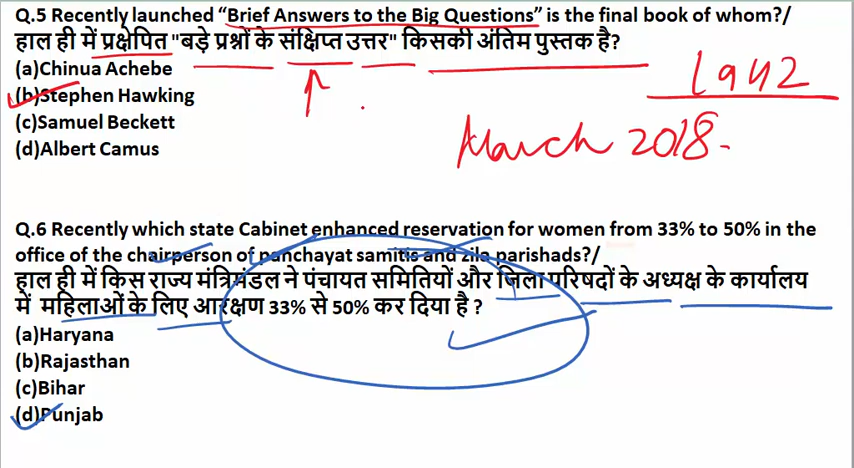 Q.5 Recently launched “Brief Answers to the Big Questions” is the final book of whom?/
हाल ही में प्रक्षेपित "बड़े प्रश्नों के संक्षिप्त उत्तर" किसकी अंतिम पुस्तक है?
(a)Chinua Achebe
(b)Stephen Hawking
(c)Samuel Beckett
(d)Albert Camus
1942
March 2018
Q.6 Recently which state Cabinet enhanced reservation for women from 33% to 50% in the
office of the chairperson of panchayat samitis and zila parishads?/
हाल ही में किस राज्य मंत्रिमंडल ने पंचायत समितियों और जिला परिषदों के अध्यक्ष के कार्यालय
में महिलाओं के लिए आरक्षण 33% से 50% कर दिया है ?
(a)Haryana
(b)Rajasthan
(c)Bihar
(d)Punjab